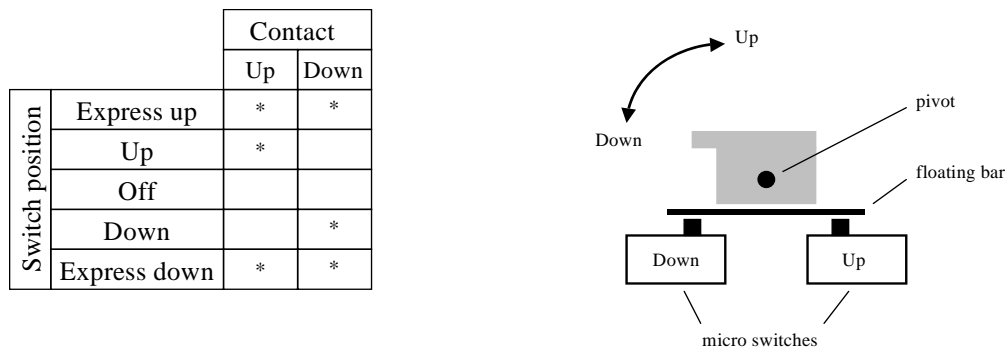 Contact
Up Down
Switch position
Express up * *
Up *
Off
Down *
Express down * *
Up
Down
pivot
floating bar
Down Up
micro switches